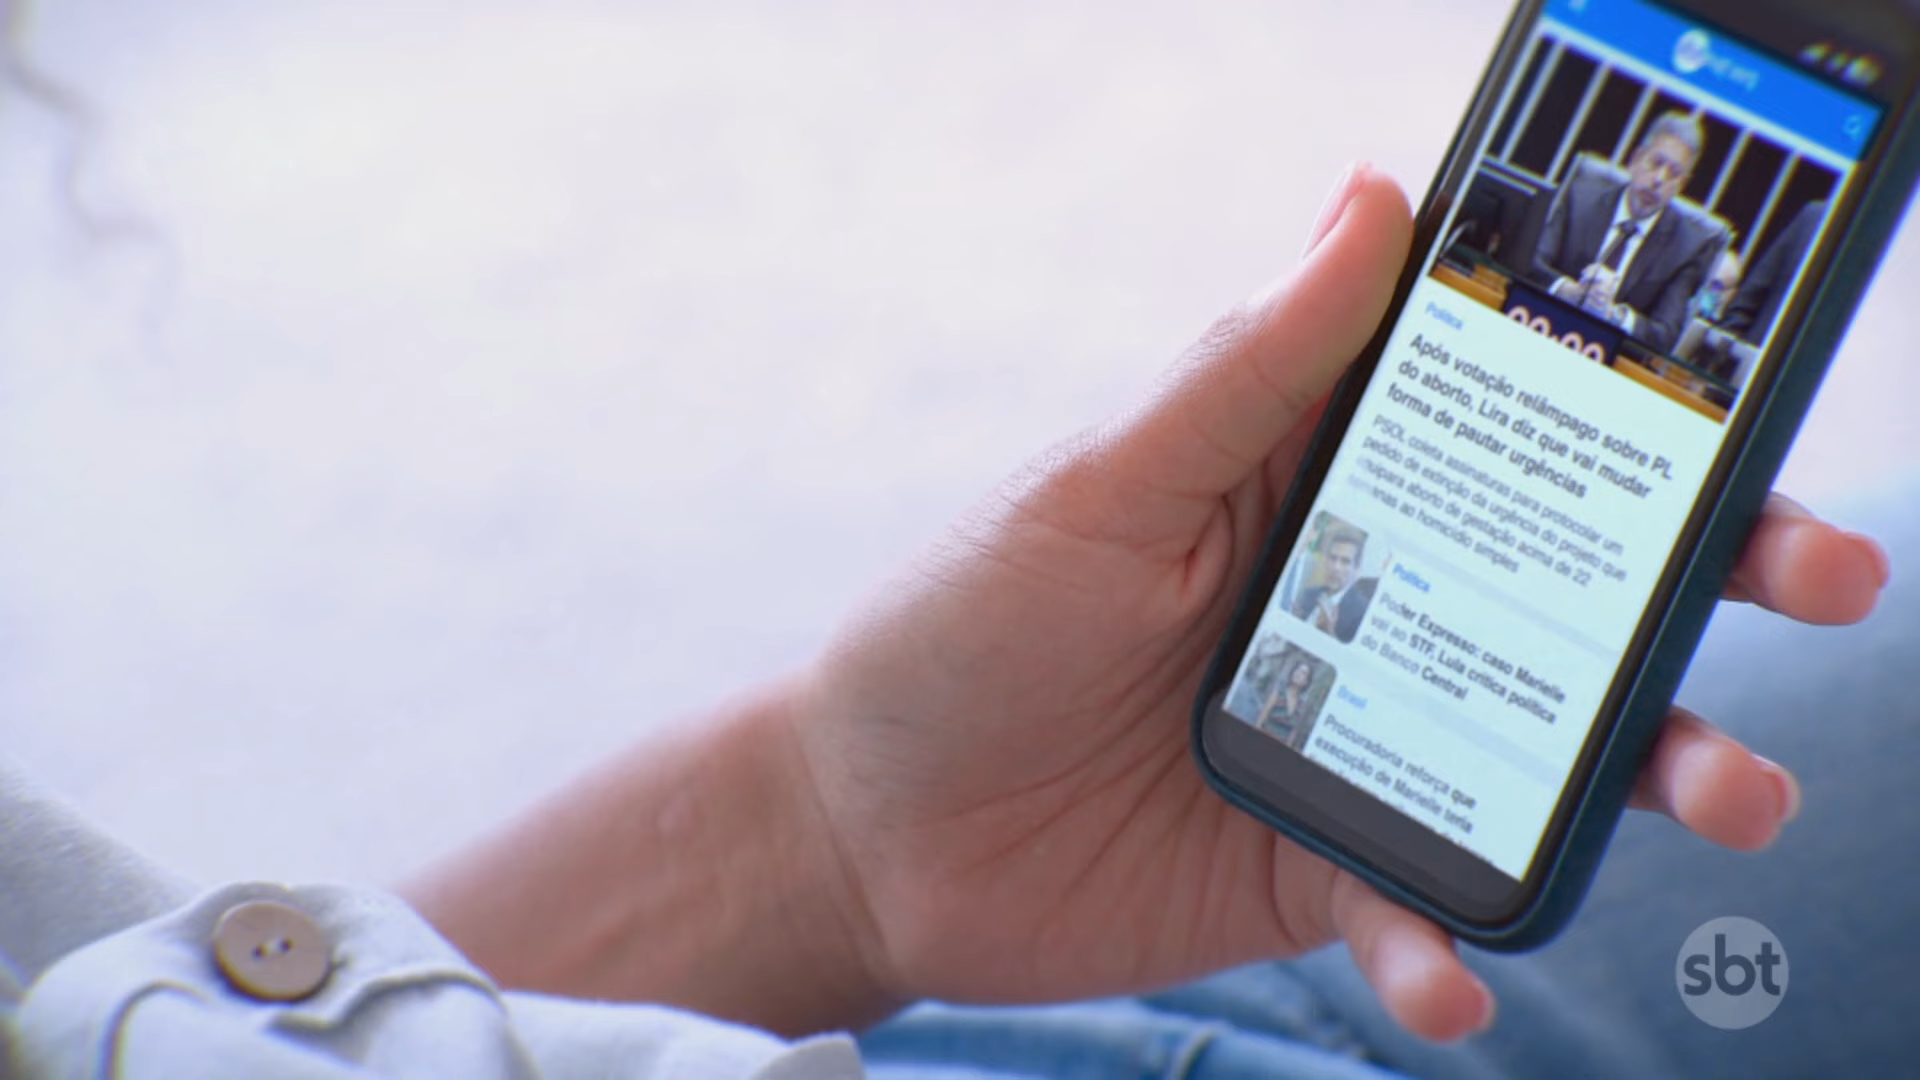 NEWS
00:00
Política
Após votação relâmpago sobre PL
do aborto, Lira diz que vai mudar
forma de pautar urgências
PSOL coleta assinaturas para protocolar um
pedido de extinção da urgência do projeto que
equipara aborto de gestação acima de 22
semanas ao homicídio simples
Política
Poder Expresso: caso Marielle
vai ao STF, Lula critica política
do Banco Central
Brasil
Procuradoria reforça que
execução de Marielle teria
sbt